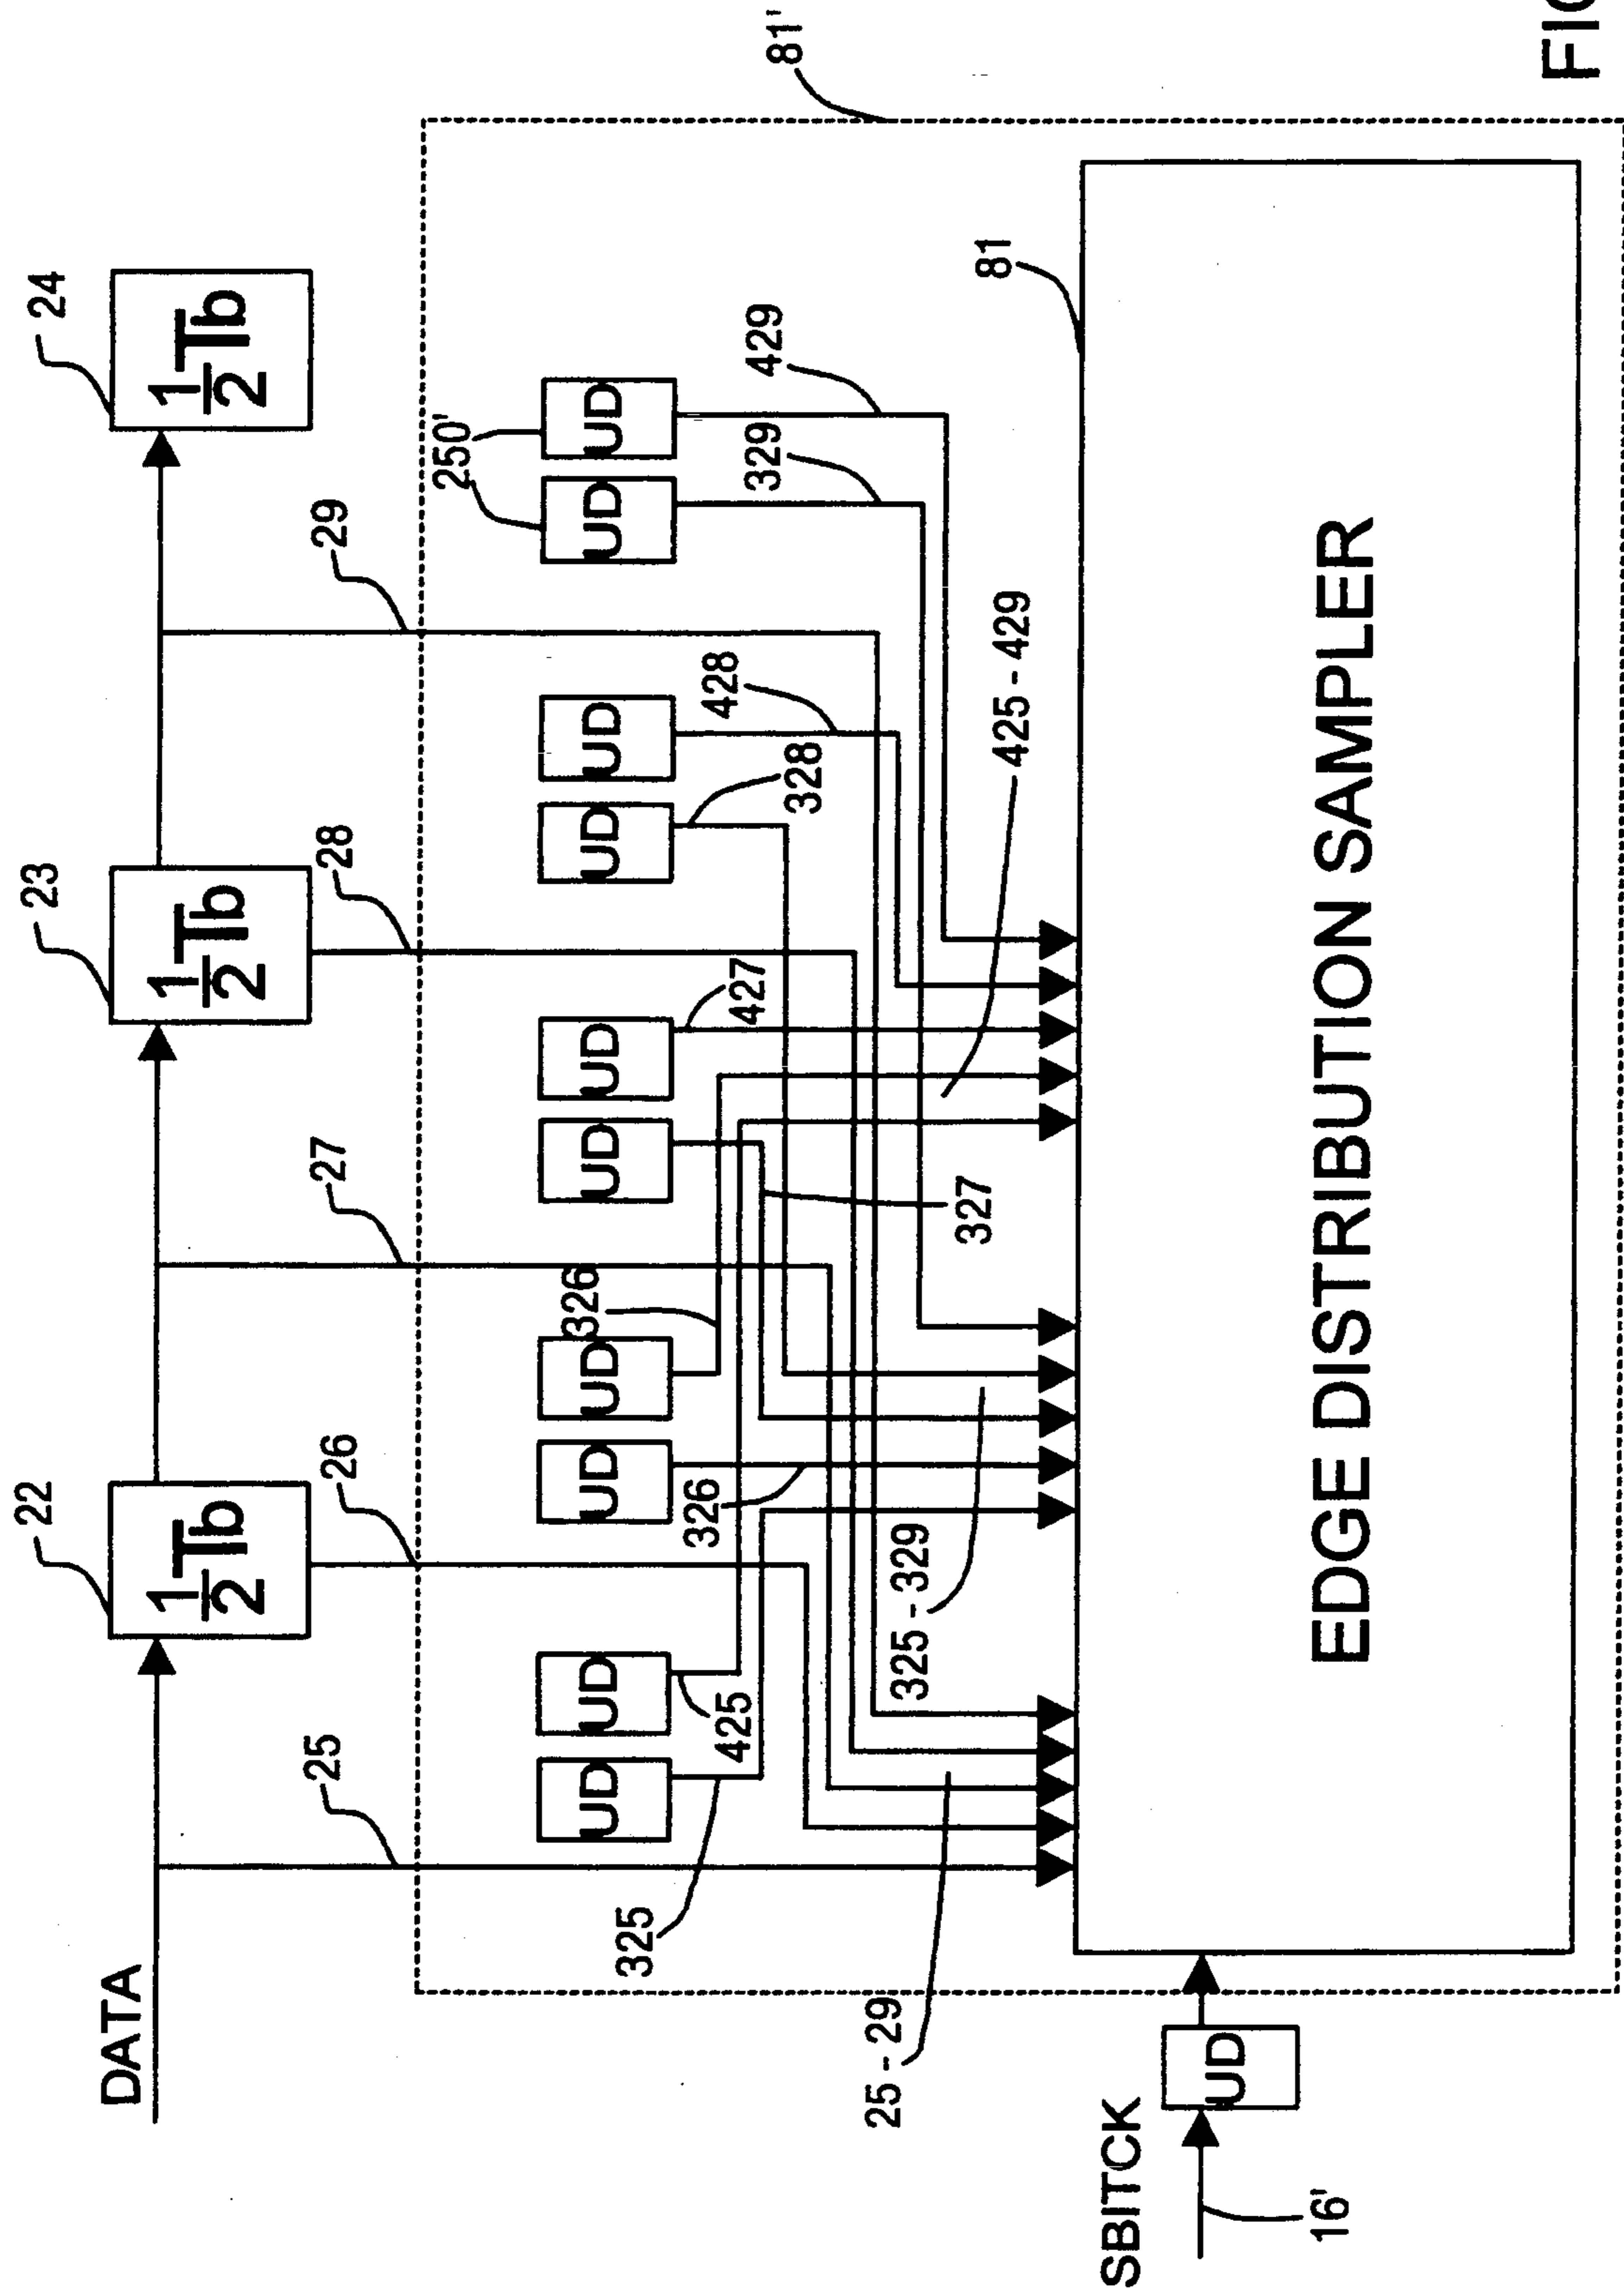 DATA
22
1/2 Tb
23
1/2 Tb
24
1/2 Tb
25
26
27
28
29
81'
250'
UD
UD
UD
UD
UD
UD
UD
UD
UD
UD
325
425
326
326
327
427
328
428
329
429
25 - 29
325 - 329
425 - 429
81
SBITCK
16'
UD
EDGE DISTRIBUTION SAMPLER